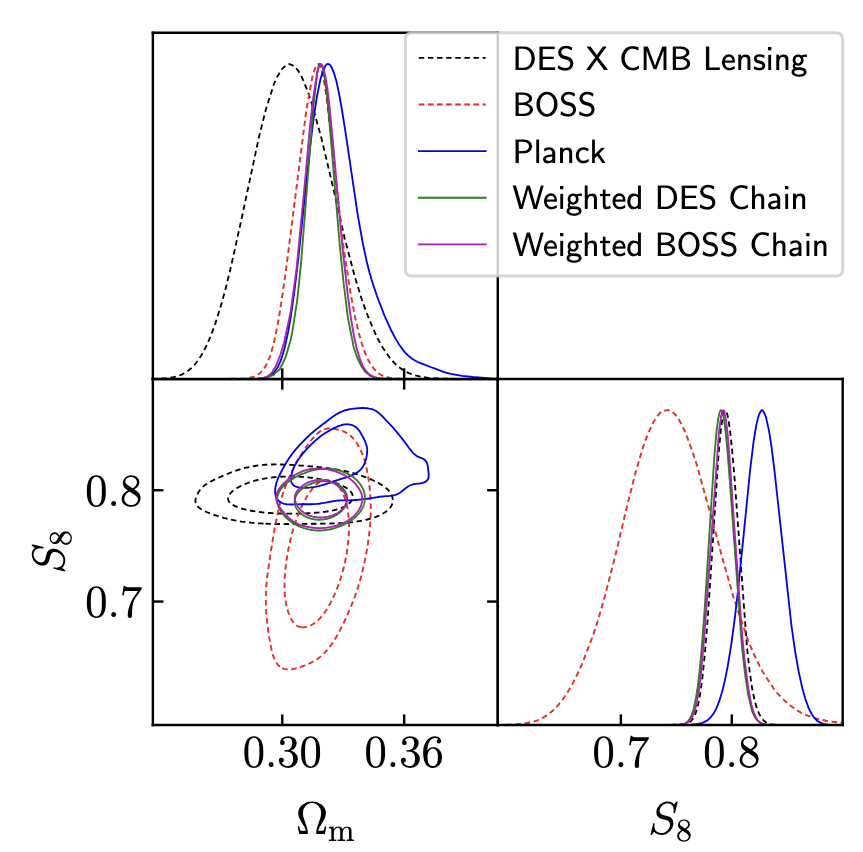 DES X CMB Lensing
BOSS
Planck
Weighted DES Chain
Weighted BOSS Chain
0.8
0.7
S₈
0.30 0.36
0.7 0.8
Ωₘ
S₈